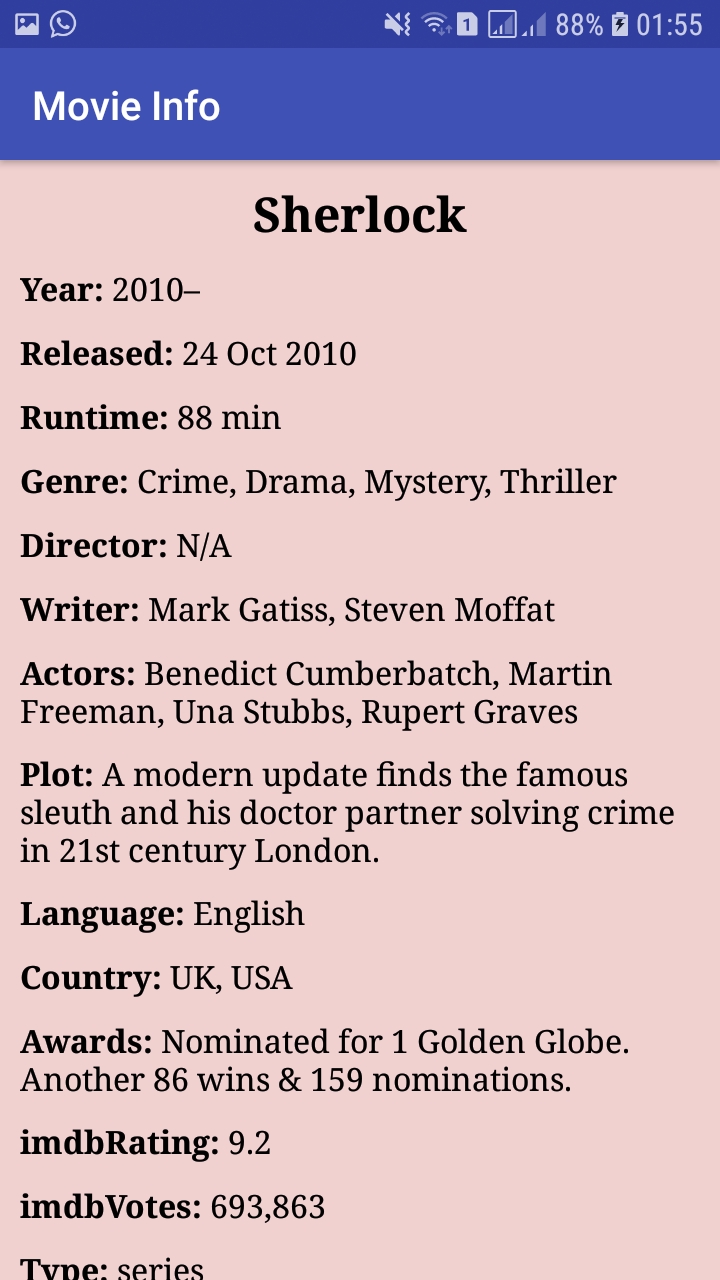 1 88% 01:55
Movie Info
Sherlock
Year: 2010–
Released: 24 Oct 2010
Runtime: 88 min
Genre: Crime, Drama, Mystery, Thriller
Director: N/A
Writer: Mark Gatiss, Steven Moffat
Actors: Benedict Cumberbatch, Martin
Freeman, Una Stubbs, Rupert Graves
Plot: A modern update finds the famous
sleuth and his doctor partner solving crime
in 21st century London.
Language: English
Country: UK, USA
Awards: Nominated for 1 Golden Globe.
Another 86 wins & 159 nominations.
imdbRating: 9.2
imdbVotes: 693,863
Type: series